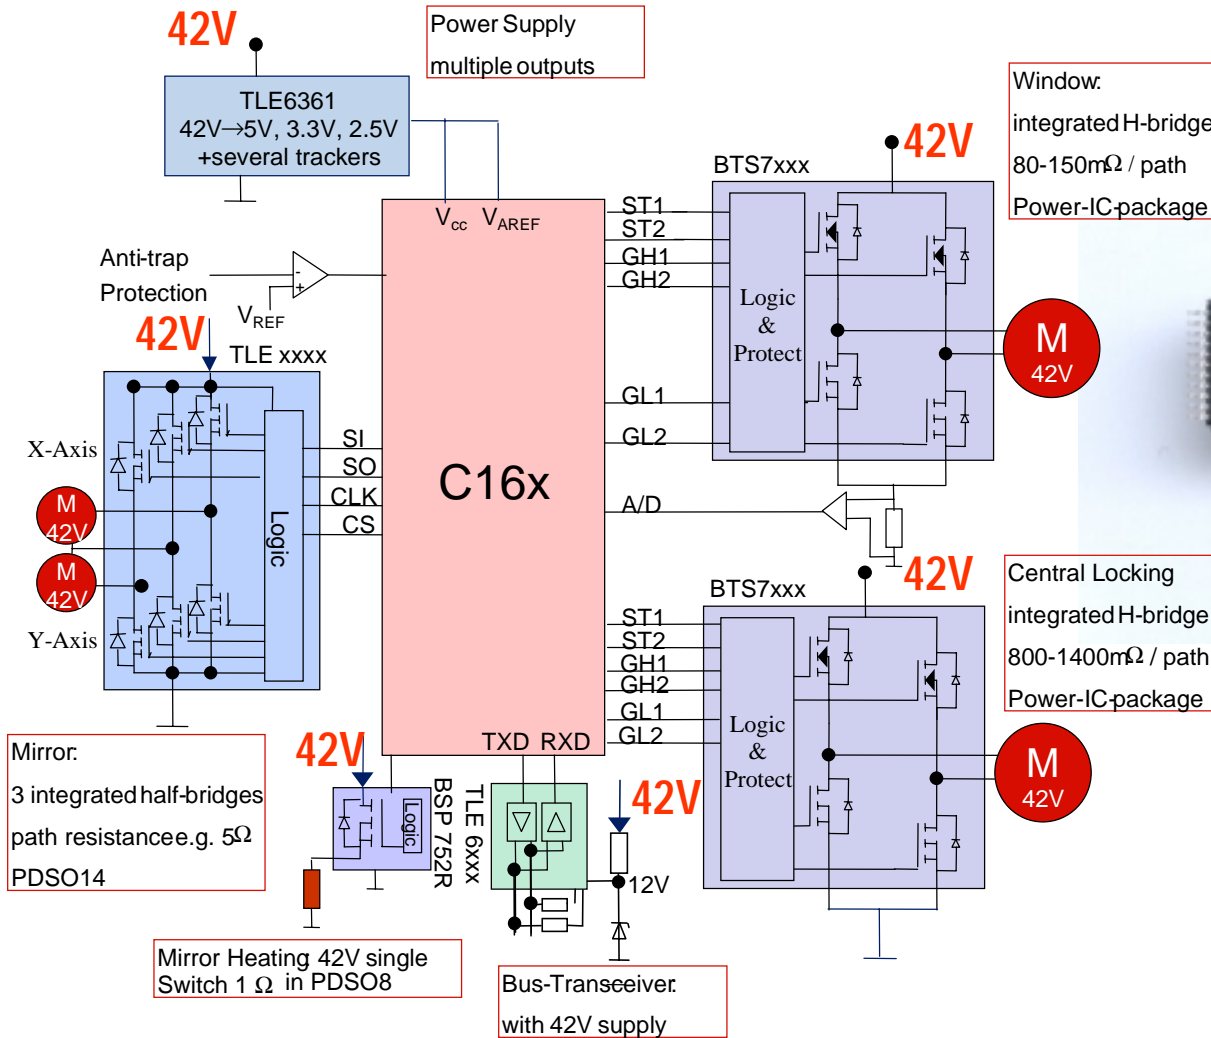 42V
Power Supply
multiple outputs
TLE6361
42V→5V, 3.3V, 2.5V
+several trackers
Window:
integrated H-bridge
80-150mΩ / path
Power-IC-package
42V
BTS7xxx
Vcc VAREF
ST1
ST2
GH1
GH2
GL1
GL2
A/D
Logic
&
Protect
M
42V
Anti-trap
Protection
VREF
42V
TLE xxxx
X-Axis
M
42V
M
42V
Y-Axis
Logic
SI
SO
CLK
CS
C16x
42V
BTS7xxx
Central Locking
integrated H-bridge
800-1400mΩ / path
Power-IC-package
ST1
ST2
GH1
GH2
GL1
GL2
Logic
&
Protect
M
42V
TXD RXD
Mirror:
3 integrated half-bridges
path resistance e.g. 5Ω
PDSO14
42V
Logic
BSP 752R
TLE 6xxx
42V
12V
Mirror Heating 42V single
Switch 1 Ω in PDSO8
Bus-Transceiver:
with 42V supply